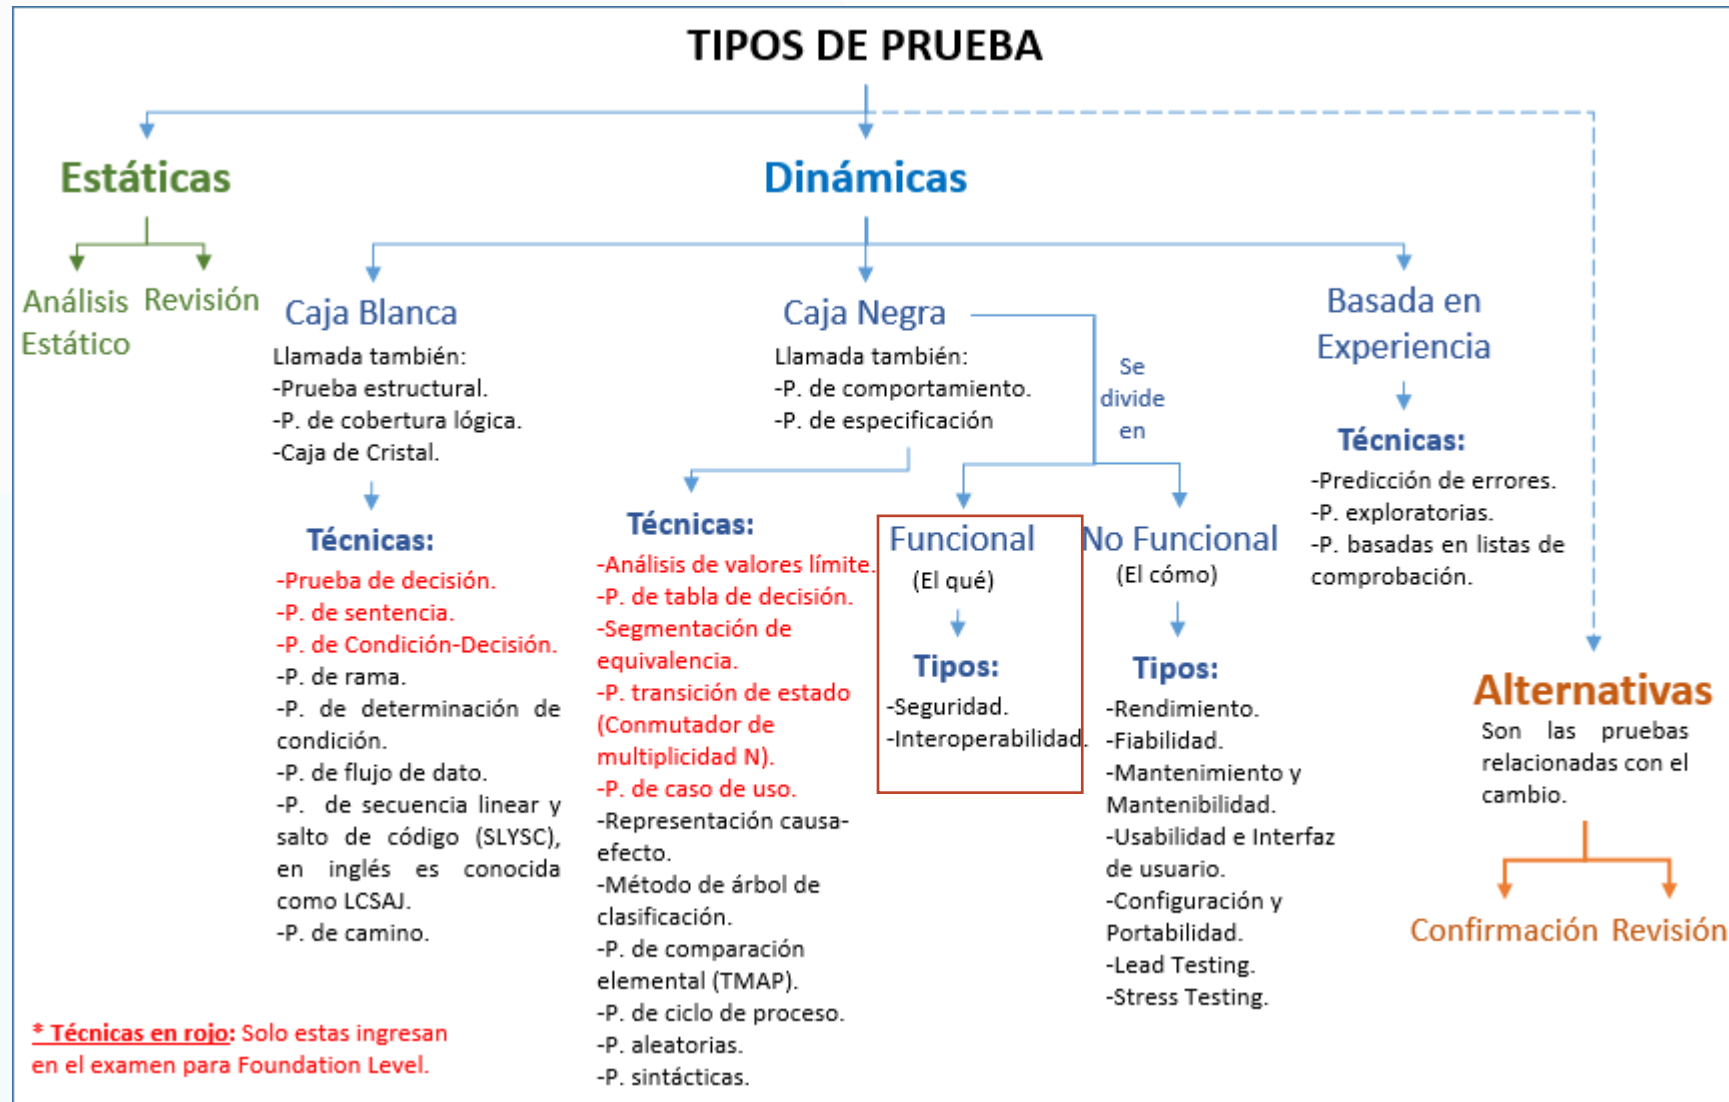 TIPOS DE PRUEBA
Estáticas
Análisis
Estático
Revisión
Dinámicas
Caja Blanca
Llamada también:
-Prueba estructural.
-P. de cobertura lógica.
-Caja de Cristal.
Técnicas:
-Prueba de decisión.
-P. de sentencia.
-P. de Condición-Decisión.
-P. de rama.
-P. de determinación de
condición.
-P. de flujo de dato.
-P. de secuencia linear y
salto de código (SLYSC),
en inglés es conocida
como LCSAJ.
-P. de camino.
Caja Negra
Llamada también:
-P. de comportamiento.
-P. de especificación
Técnicas:
-Análisis de valores límite.
-P. de tabla de decisión.
-Segmentación de
equivalencia.
-P. transición de estado
(Conmutador de
multiplicidad N).
-P. de caso de uso.
-Representación causa-
efecto.
-Método de árbol de
clasificación.
-P. de comparación
elemental (TMAP).
-P. de ciclo de proceso.
-P. aleatorias.
-P. sintácticas.
Se
divide
en
Funcional
(El qué)
Tipos:
-Seguridad.
-Interoperabilidad.
No Funcional
(El cómo)
Tipos:
-Rendimiento.
-Fiabilidad.
-Mantenimiento y
Mantenibilidad.
-Usabilidad e Interfaz
de usuario.
-Configuración y
Portabilidad.
-Lead Testing.
-Stress Testing.
Basada en
Experiencia
Técnicas:
-Predicción de errores.
-P. exploratorias.
-P. basadas en listas de
comprobación.
Alternativas
Son las pruebas
relacionadas con el
cambio.
Confirmación
Revisión
* Técnicas en rojo: Solo estas ingresan
en el examen para Foundation Level.